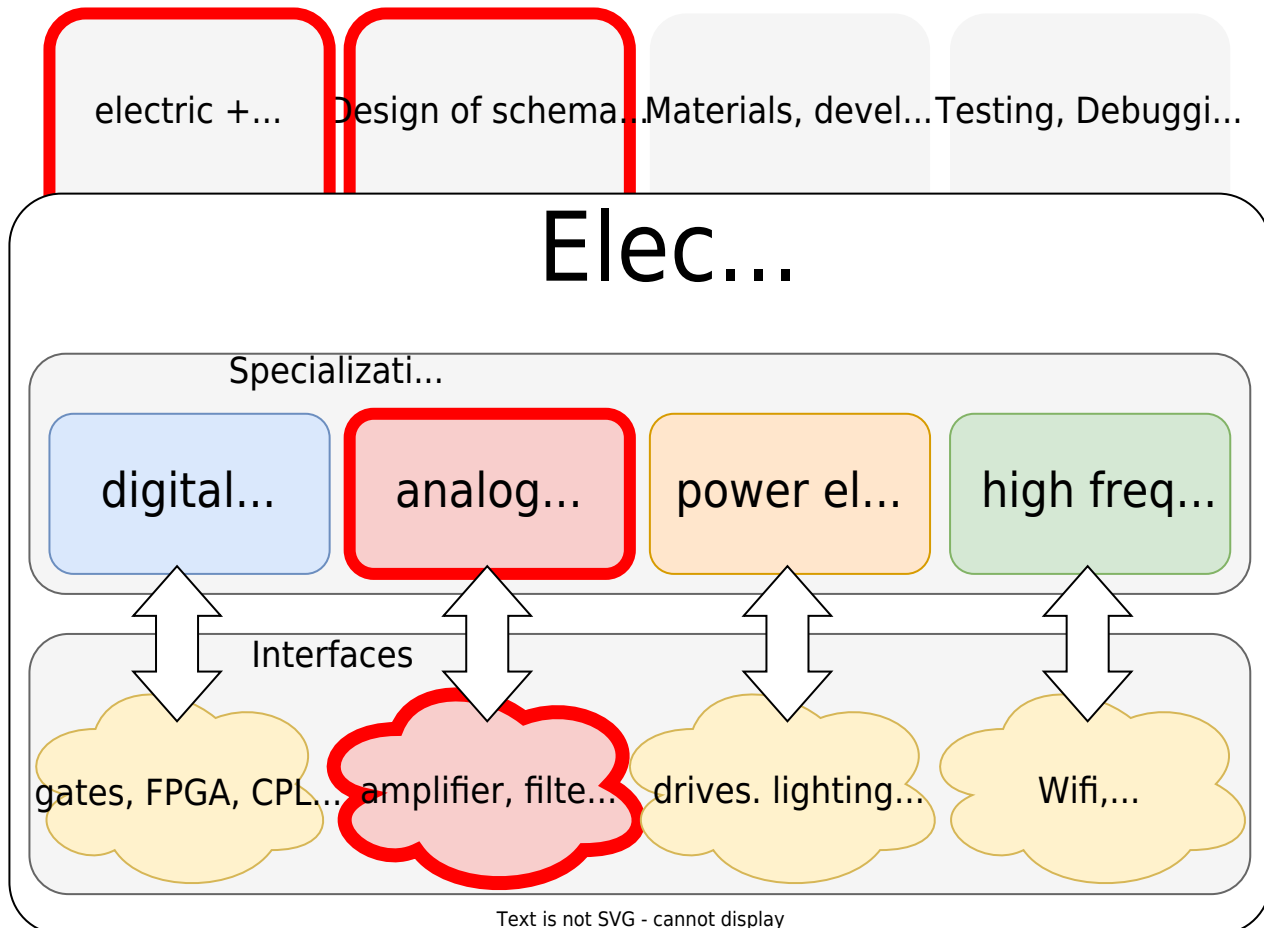 electric +...
Design of schema...
Materials, devel...
Testing, Debuggi...
Elec...
Specializati...
digital...
analog...
power el...
high freq...
Interfaces
gates, FPGA, CPL...
amplifier, filte...
drives. lighting...
Wifi,...
Text is not SVG - cannot display